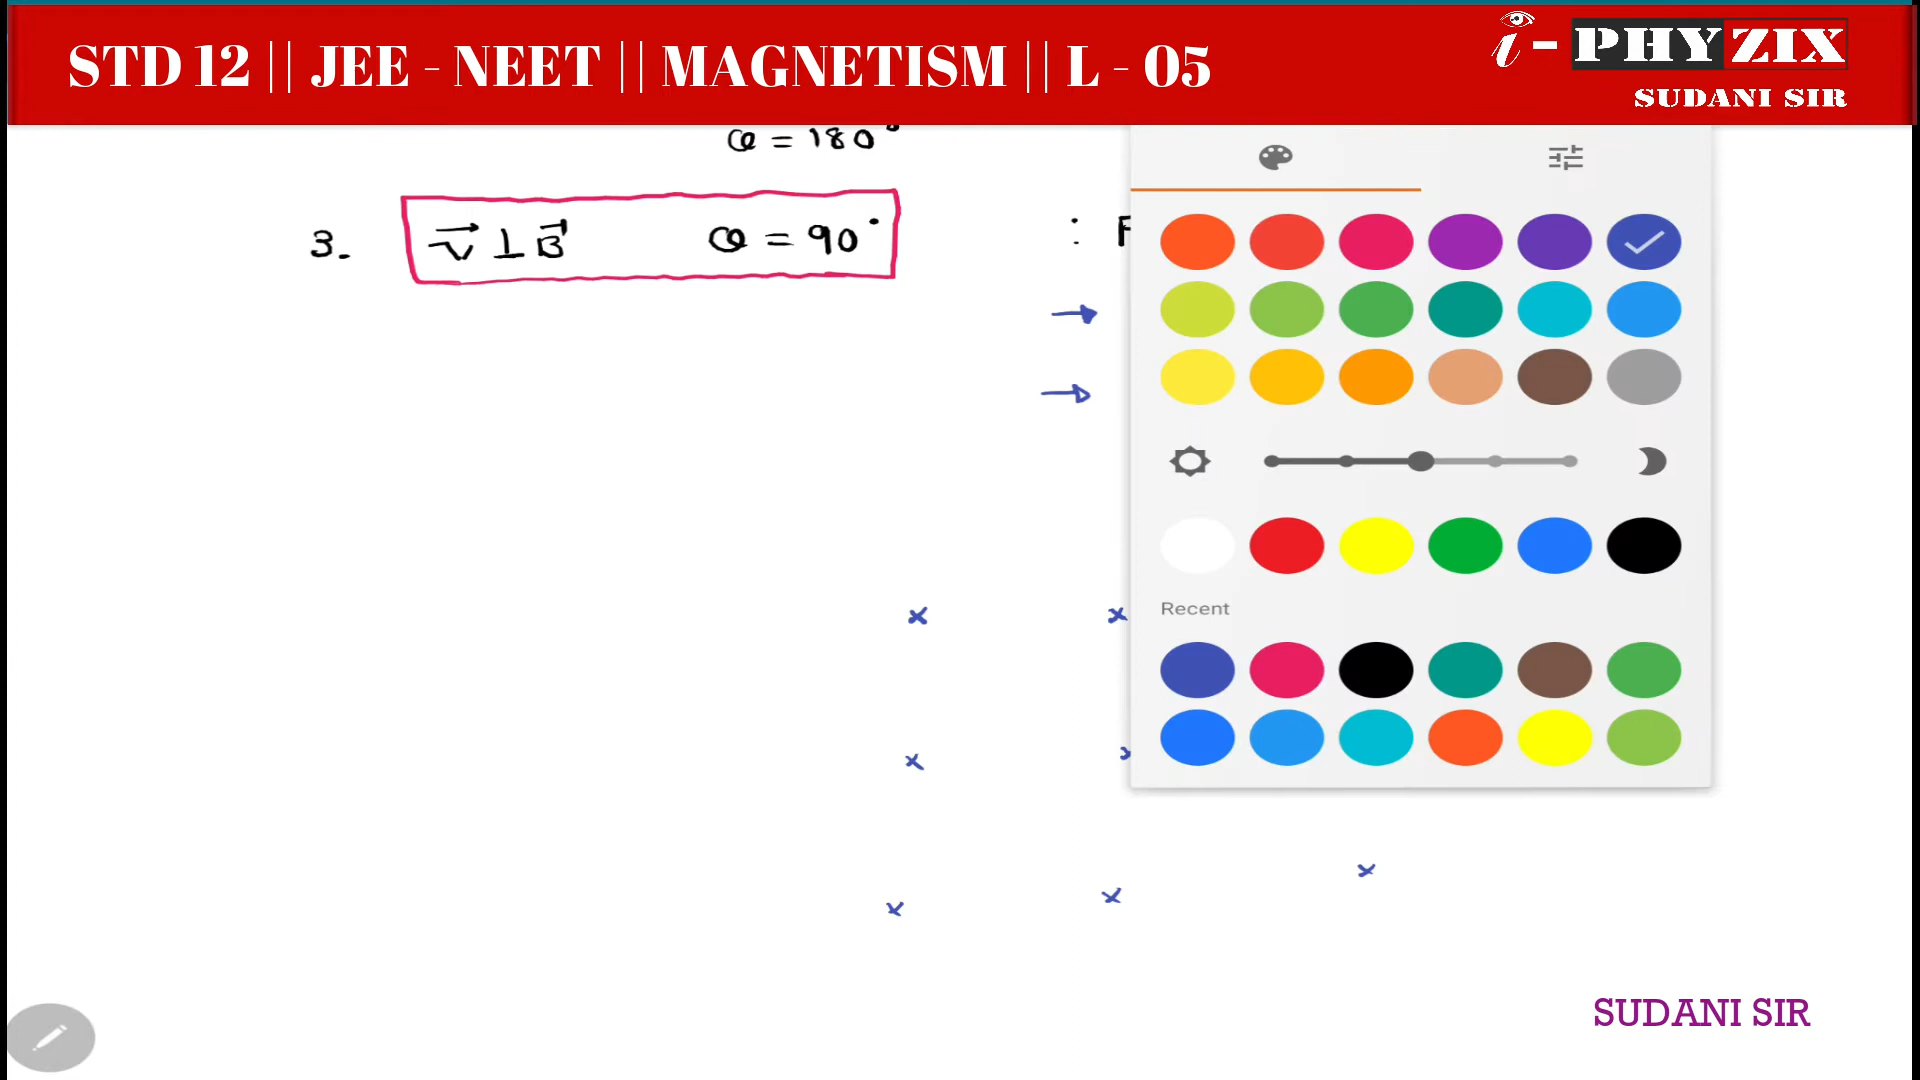 STD 12 || JEE - NEET || MAGNETISM || L - 05
i - PHYZIX
SUDANI SIR
θ = 180°
3. v⃗ ⊥ B⃗ θ = 90° : F
→
→
Recent
× ×
× ×
×
× ×
SUDANI SIR